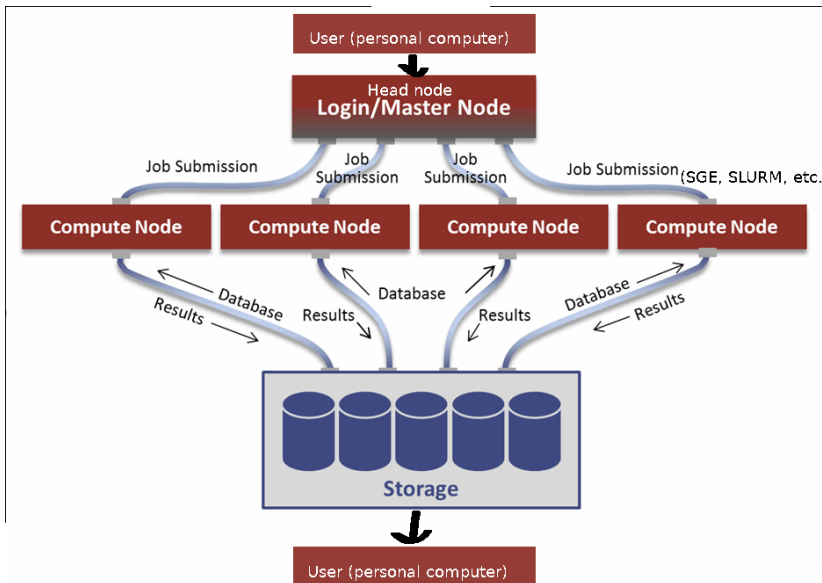 User (personal computer)
Head node
Login/Master Node
Job Submission
Job
Submission
Job
Submission
Job Submission
(SGE, SLURM, etc.
Compute Node
Compute Node
Compute Node
Compute Node
Database
Results
Database
Results
Results
Database
Results
Storage
User (personal computer)